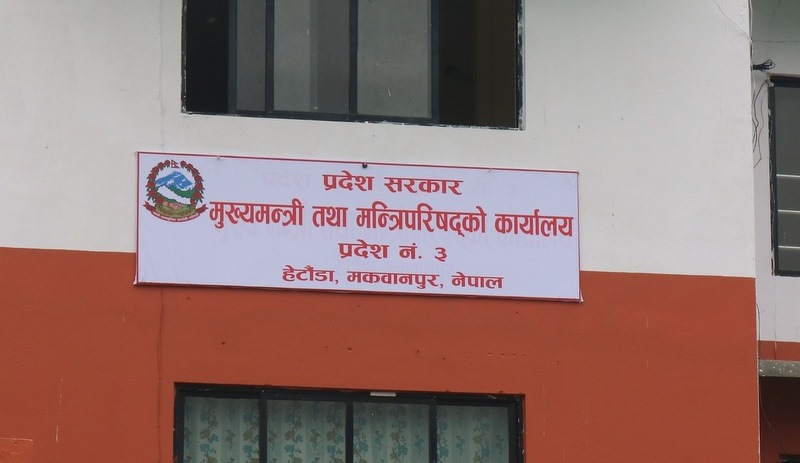 प्रदेश सरकार
मुख्यमन्त्री तथा मन्त्रिपरिषद्को कार्यालय
प्रदेश नं. ३
हेटौंडा, मकवानपुर, नेपाल